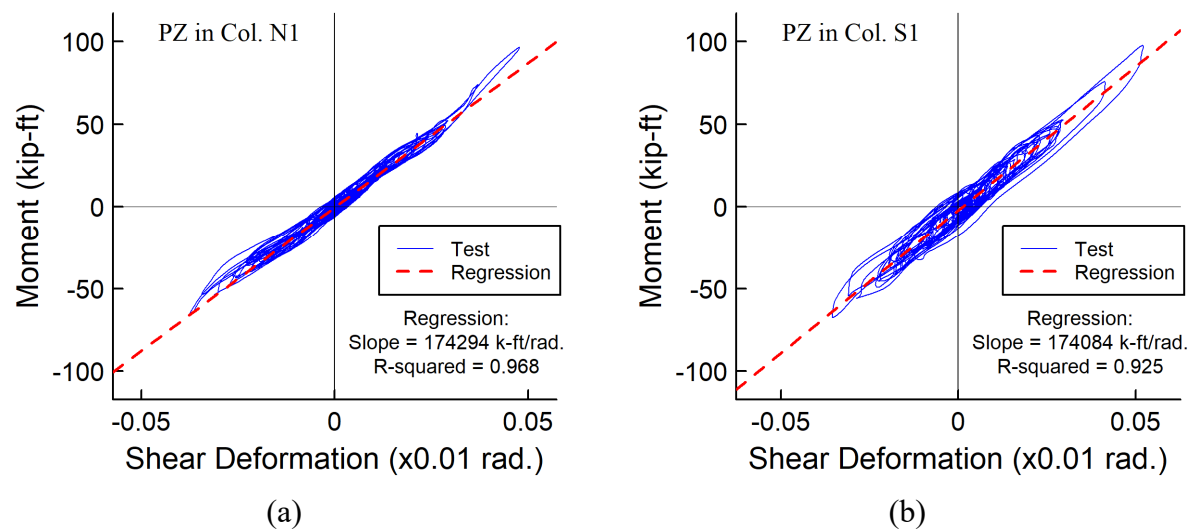 PZ in Col. N1
Moment (kip-ft)
100
50
0
-50
-100
Test
Regression
Regression:
Slope = 174294 k-ft/rad.
R-squared = 0.968
-0.05
0
0.05
Shear Deformation (x0.01 rad.)
(a)
PZ in Col. S1
Moment (kip-ft)
100
50
0
-50
-100
Test
Regression
Regression:
Slope = 174084 k-ft/rad.
R-squared = 0.925
-0.05
0
0.05
Shear Deformation (x0.01 rad.)
(b)